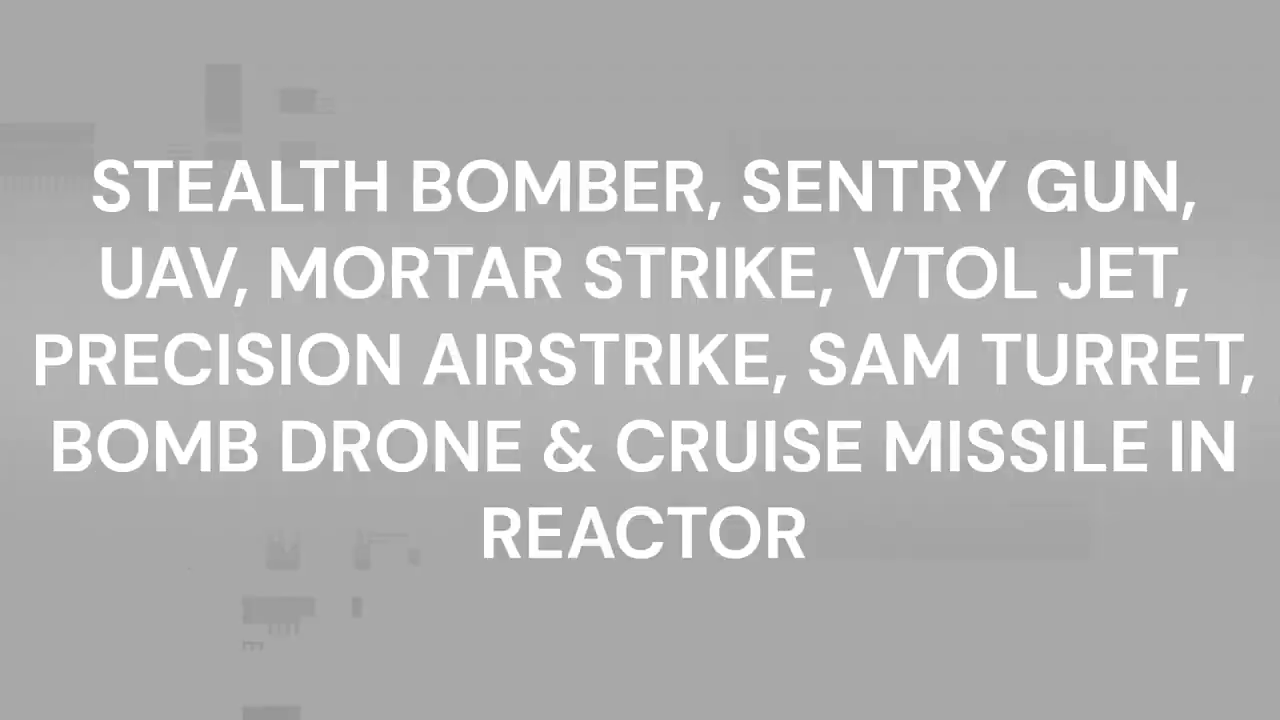 STEALTH BOMBER, SENTRY GUN,
UAV, MORTAR STRIKE, VTOL JET,
PRECISION AIRSTRIKE, SAM TURRET,
BOMB DRONE & CRUISE MISSILE IN
REACTOR